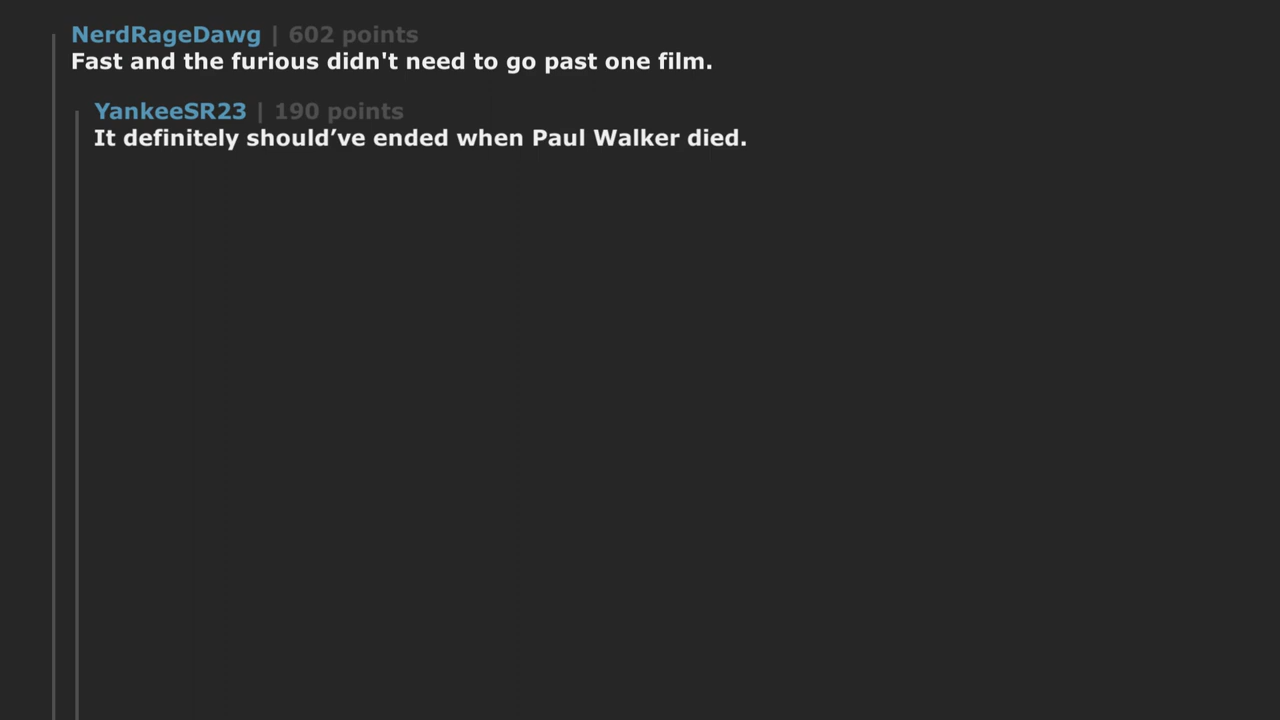 NerdRageDawg | 602 points
Fast and the furious didn't need to go past one film.
YankeeSR23 | 190 points
It definitely should’ve ended when Paul Walker died.